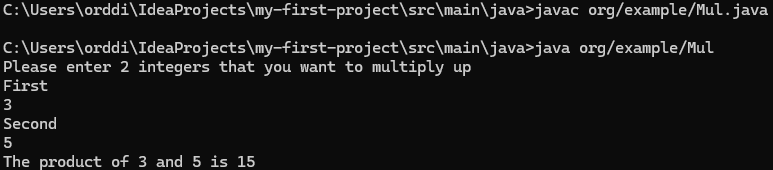 C:\Users\orddi\IdeaProjects\my-first-project\src\main\java>javac org/example/Mul.java
C:\Users\orddi\IdeaProjects\my-first-project\src\main\java>java org/example/Mul
Please enter 2 integers that you want to multiply up
First
3
Second
5
The product of 3 and 5 is 15